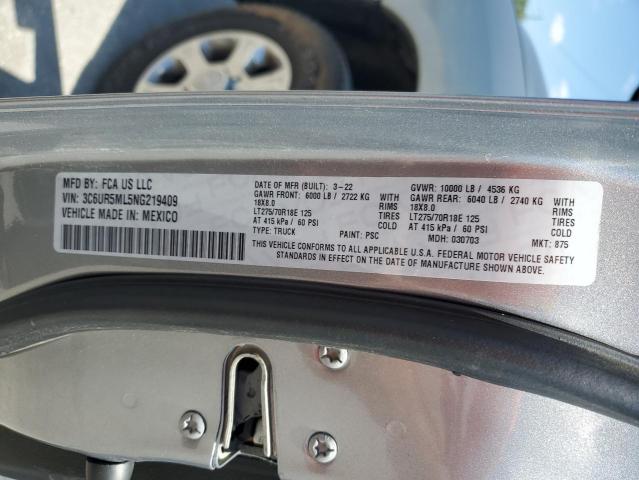 MFD BY: FCA US LLC
VIN: 3C6UR5ML5NG219409
VEHICLE MADE IN: MEXICO
DATE OF MFR (BUILT): 3-22 GVWR: 10000 LB / 4536 KG
GAWR FRONT: 6000 LB / 2722 KG WITH GAWR REAR: 6040 LB / 2740 KG WITH
18X8.0 RIMS 18X8.0 RIMS
LT275/70R18E 125 TIRES LT275/70R18E 125 TIRES
AT 415 kPa / 60 PSI COLD AT 415 kPa / 60 PSI COLD
TYPE: TRUCK PAINT: PSC MDH: 030703 MKT: 875
THIS VEHICLE CONFORMS TO ALL APPLICABLE U.S.A. FEDERAL MOTOR VEHICLE SAFETY
STANDARDS IN EFFECT ON THE DATE OF MANUFACTURE SHOWN ABOVE.